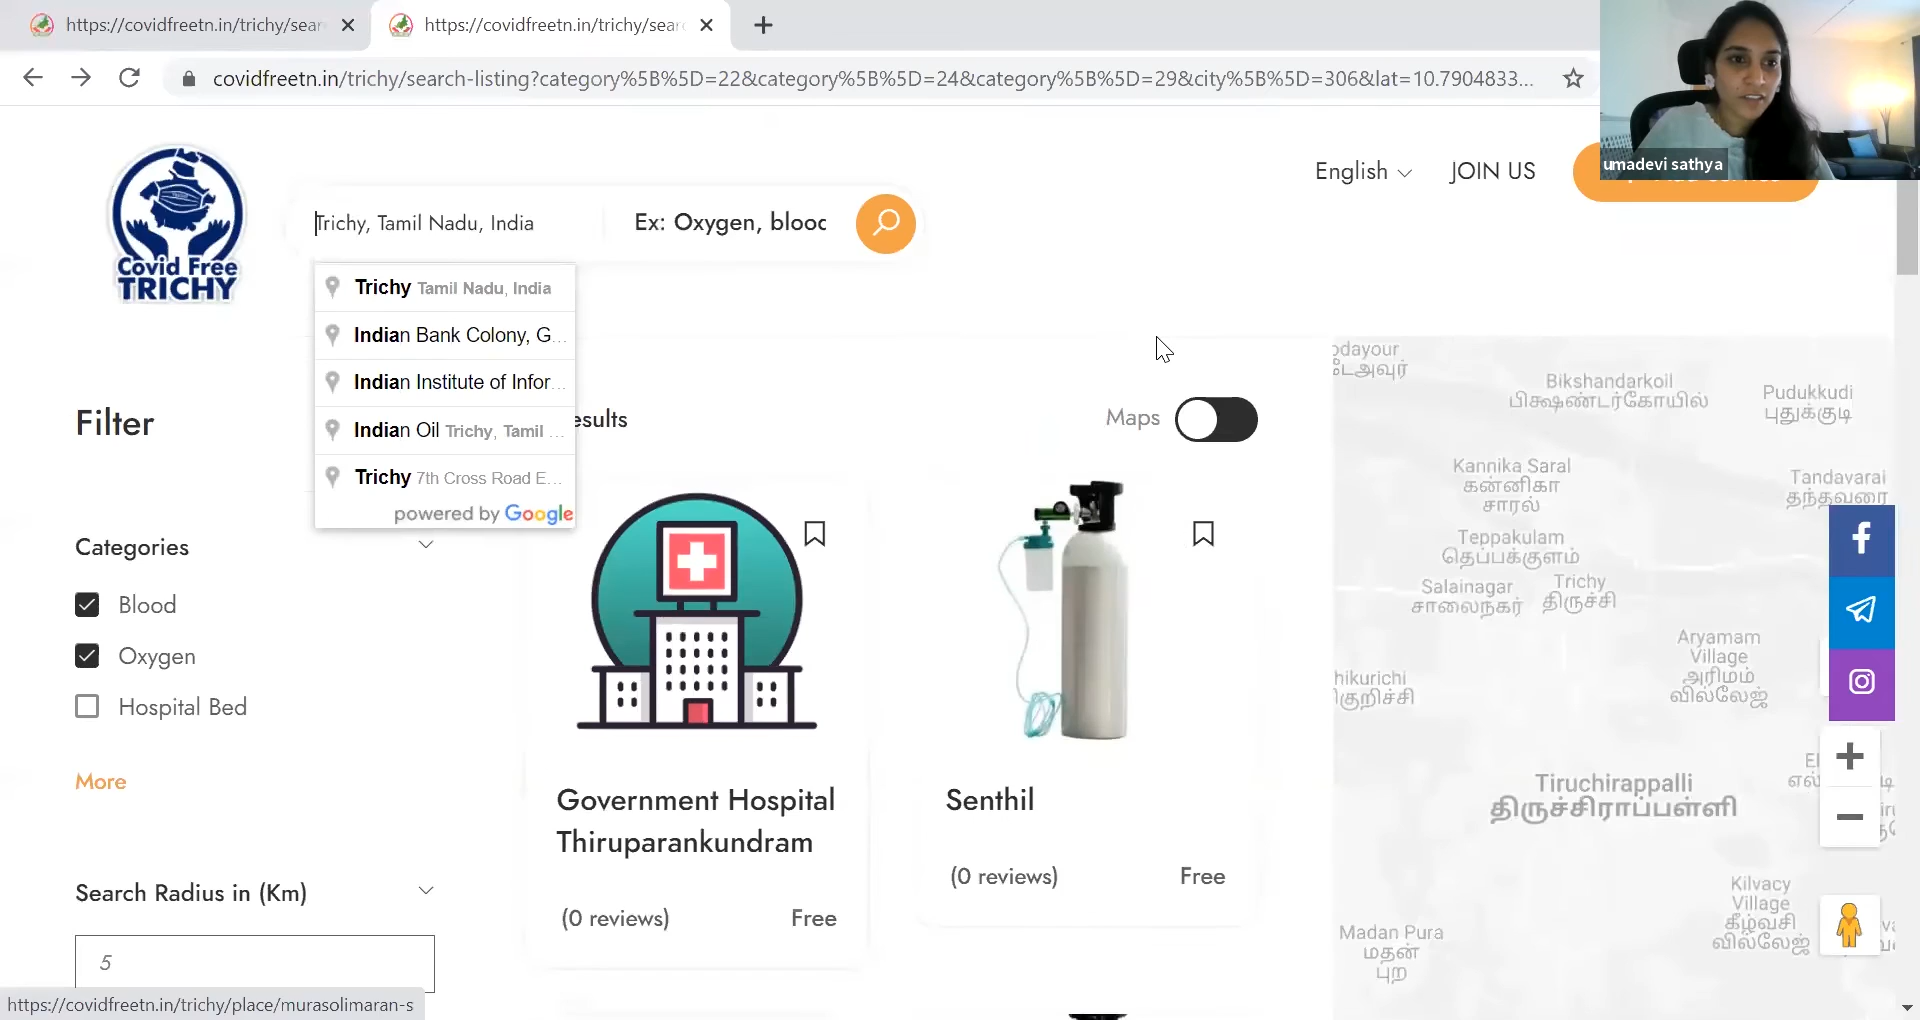 https://covidfreetn.in/trichy/sear
https://covidfreetn.in/trichy/sear
covidfreetn.in/trichy/search-listing?category%5B%5D=22&category%5B%5D=24&category%5B%5D=29&city%5B%5D=306&lat=10.7904833...
umadevi sathya
Covid Free
TRICHY
Trichy, Tamil Nadu, India
Ex: Oxygen, blooc
English
JOIN US
Trichy Tamil Nadu, India
Indian Bank Colony, G...
Indian Institute of Infor...
Indian Oil Trichy, Tamil ...
Trichy 7th Cross Road E...
powered by Google
Filter
esults
Maps
Categories
Blood
Oxygen
Hospital Bed
More
Search Radius in (Km)
5
Government Hospital
Thiruparankundram
(0 reviews)
Free
Senthil
(0 reviews)
Free
odayour
டேஅவுர்
Bikshandarkoil
பிக்ஷண்டர்கோயில்
Pudukkudi
புதுக்குடி
Kannika Saral
கன்னிகா
சாரல்
Tandavarai
தந்தவரை
Teppakulam
தெப்பக்குளம்
Salainagar
சாலைநகர்
Trichy
திருச்சி
Aryamam
Village
அரிமம்
வில்லேஜ்
hikurichi
ிகுறிச்சி
Tiruchirappalli
திருச்சிராப்பள்ளி
Kilvacy
Village
கீழ்வசி
வில்லேஜ்
Madan Pura
மதன்
புற
https://covidfreetn.in/trichy/place/murasolimaran-s